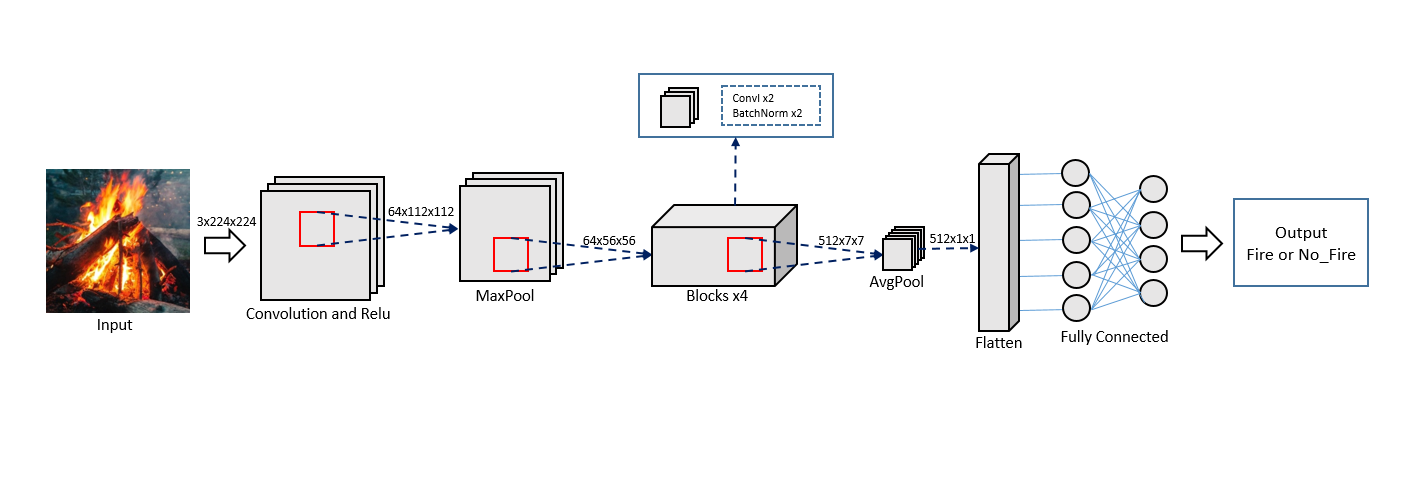 Convl x2
BatchNorm x2
3x224x224
64x112x112
64x56x56
512x7x7
512x1x1
Input
Convolution and Relu
MaxPool
Blocks x4
AvgPool
Flatten
Fully Connected
Output
Fire or No_Fire